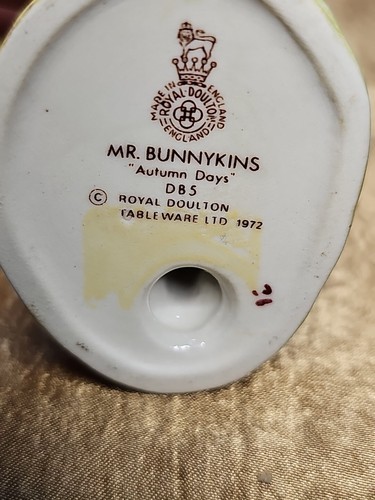 MADE IN ENGLAND
ROYAL·DOULTON
ENGLAND
MR. BUNNYKINS
"Autumn Days"
DB5
© ROYAL DOULTON
TABLEWARE LTD 1972